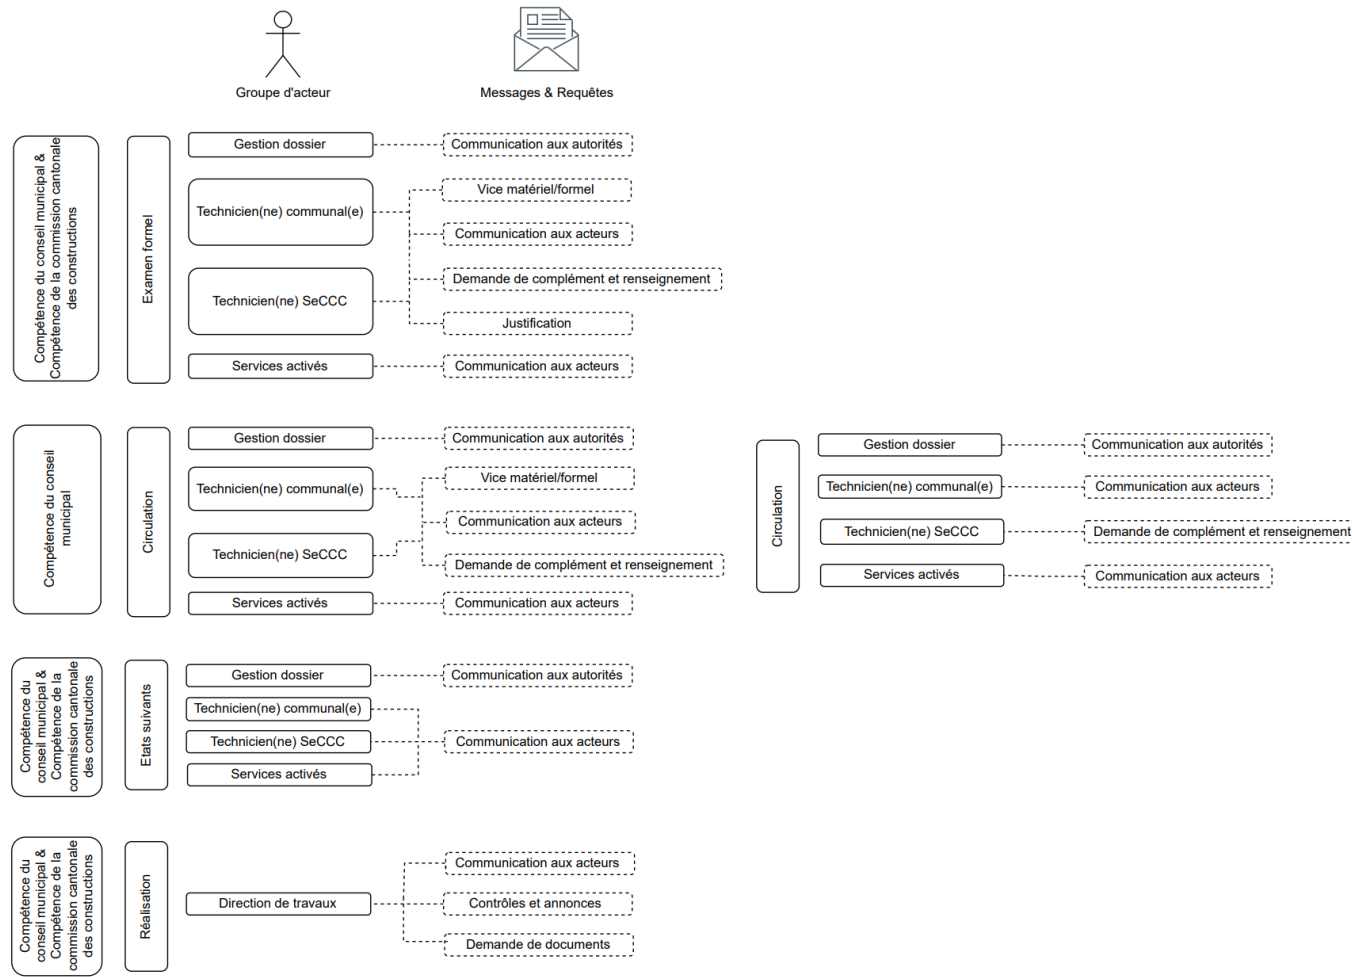 Groupe d'acteur
Messages & Requêtes
Compétence du conseil municipal &
Compétence de la commission cantonale
des constructions
Examen formel
Gestion dossier
Communication aux autorités
Technicien(ne) communal(e)
Vice matériel/formel
Communication aux acteurs
Technicien(ne) SeCCC
Demande de complément et renseignement
Justification
Services activés
Communication aux acteurs
Compétence du conseil
municipal
Circulation
Gestion dossier
Communication aux autorités
Technicien(ne) communal(e)
Vice matériel/formel
Communication aux acteurs
Technicien(ne) SeCCC
Demande de complément et renseignement
Services activés
Communication aux acteurs
Circulation
Gestion dossier
Communication aux autorités
Technicien(ne) communal(e)
Communication aux acteurs
Technicien(ne) SeCCC
Demande de complément et renseignement
Services activés
Communication aux acteurs
Compétence du
conseil municipal &
Compétence de la
commission cantonale
des constructions
Etats suivants
Gestion dossier
Communication aux autorités
Technicien(ne) communal(e)
Technicien(ne) SeCCC
Communication aux acteurs
Services activés
Compétence du
conseil municipal &
Compétence de la
commission cantonale
des constructions
Réalisation
Direction de travaux
Communication aux acteurs
Contrôles et annonces
Demande de documents